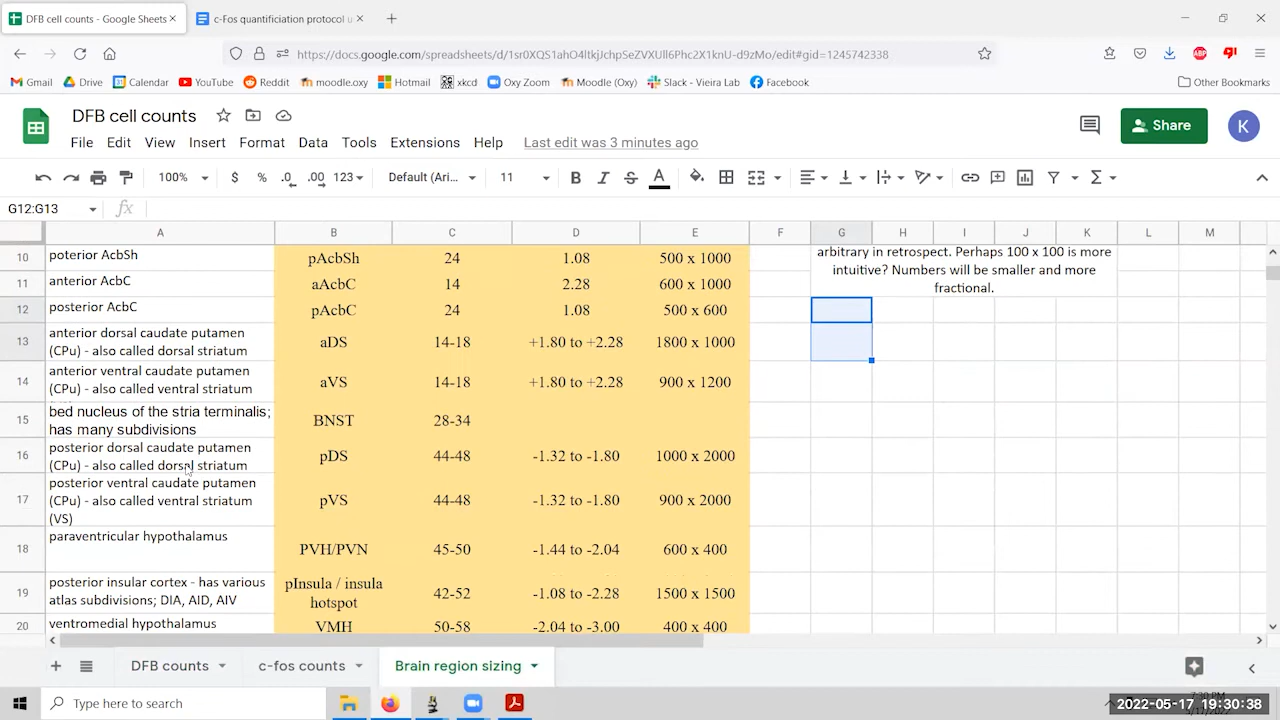 DFB cell counts - Google Sheets
c-Fos quantificiation protocol u
https://docs.google.com/spreadsheets/d/1sr0XOS1ahO4ltkjJchpSeZVXUll6Phc2X1knU-d9zMo/edit#gid=1245742338
Gmail Drive Calendar YouTube Reddit moodle.oxy Hotmail xkcd Oxy Zoom Moodle (Oxy) Slack - Vieira Lab Facebook Other Bookmarks
DFB cell counts
File Edit View Insert Format Data Tools Extensions Help Last edit was 3 minutes ago
Share
K
100% $ % .0 .00 123 Default (Ari... 11 B I S A
G12:G13 fx
A B C D E F G H I J K L M
10 poterior AcbSh pAcbSh 24 1.08 500 x 1000
arbitrary in retrospect. Perhaps 100 x 100 is more
intuitive? Numbers will be smaller and more
fractional.
11 anterior AcbC aAcbC 14 2.28 600 x 1000
12 posterior AcbC pAcbC 24 1.08 500 x 600
13 anterior dorsal caudate putamen
(CPu) - also called dorsal striatum aDS 14-18 +1.80 to +2.28 1800 x 1000
14 anterior ventral caudate putamen
(CPu) - also called ventral striatum aVS 14-18 +1.80 to +2.28 900 x 1200
15 bed nucleus of the stria terminalis;
has many subdivisions BNST 28-34
16 posterior dorsal caudate putamen
(CPu) - also called dorsal striatum pDS 44-48 -1.32 to -1.80 1000 x 2000
17 posterior ventral caudate putamen
(CPu) - also called ventral striatum
(VS) pVS 44-48 -1.32 to -1.80 900 x 2000
18 paraventricular hypothalamus PVH/PVN 45-50 -1.44 to -2.04 600 x 400
19 posterior insular cortex - has various
atlas subdivisions; DIA, AID, AIV pInsula / insula
hotspot 42-52 -1.08 to -2.28 1500 x 1500
20 ventromedial hypothalamus VMH 50-58 -2.04 to -3.00 400 x 400
DFB counts c-fos counts Brain region sizing
Type here to search
2022-05-17, 19:30:38